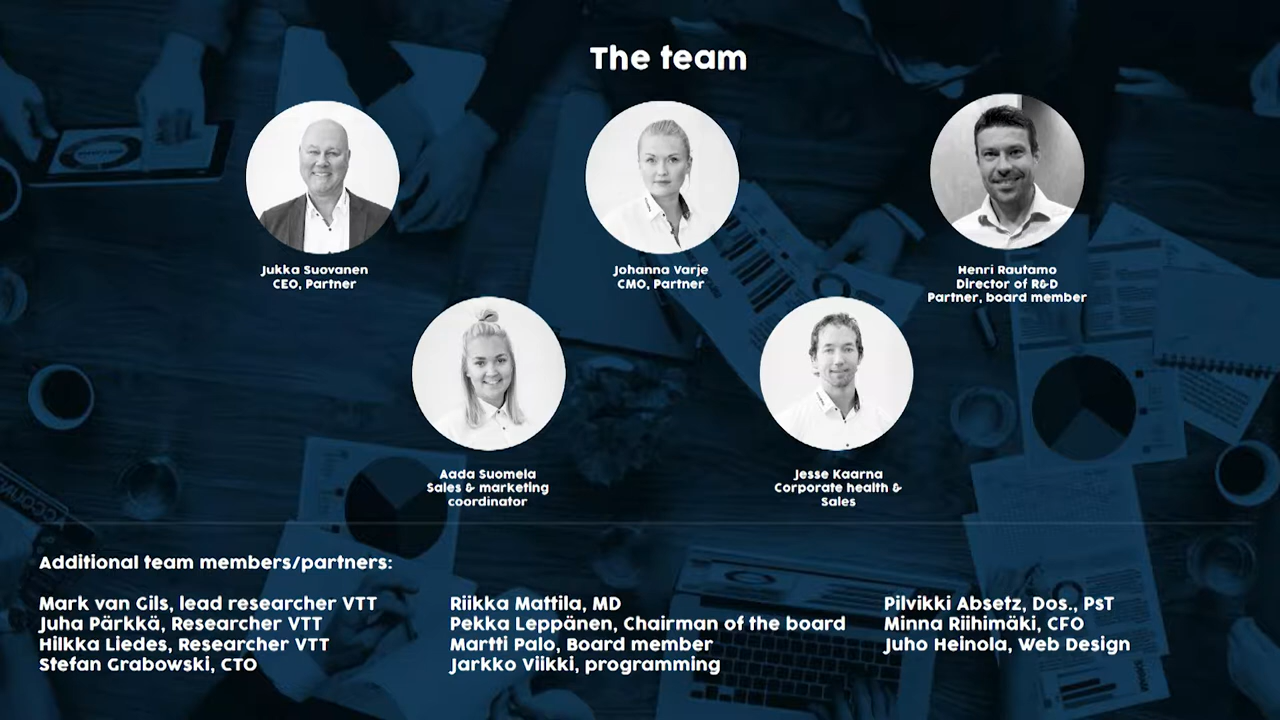 The team
Jukka Suovanen
CEO, Partner
Johanna Varje
CMO, Partner
Henri Rautamo
Director of R&D
Partner, board member
Aada Suomela
Sales & marketing
coordinator
Jesse Kaarna
Corporate health &
Sales
Additional team members/partners:
Mark van Gils, lead researcher VTT
Juha Pärkkä, Researcher VTT
Hilkka Liedes, Researcher VTT
Stefan Grabowski, CTO
Riikka Mattila, MD
Pekka Leppänen, Chairman of the board
Martti Palo, Board member
Jarkko Viikki, programming
Pilvikki Absetz, Dos., PsT
Minna Riihimäki, CFO
Juho Heinola, Web Design